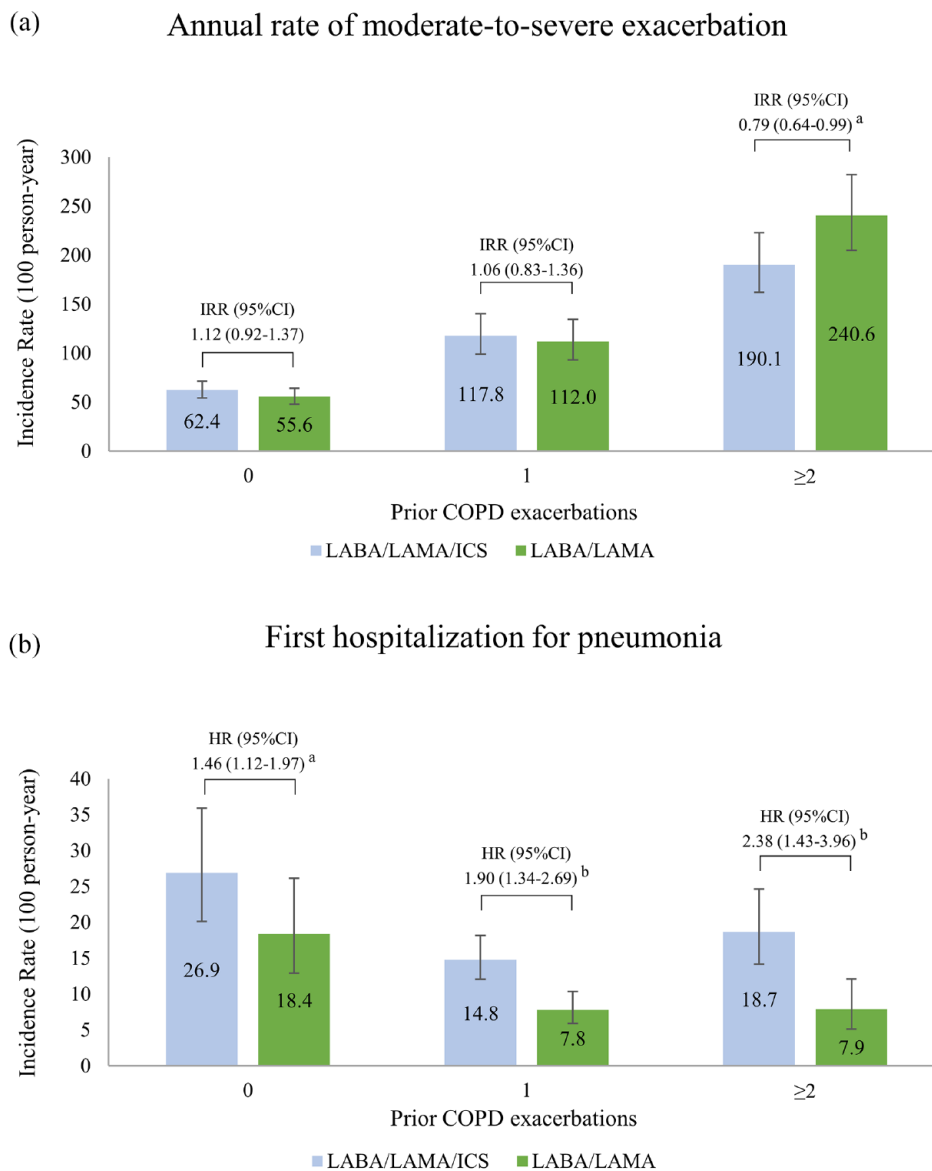 (a)
Annual rate of moderate-to-severe exacerbation
Incidence Rate (100 person-year)
300
250
200
150
100
50
0
IRR (95%CI)
1.12 (0.92-1.37)
IRR (95%CI)
1.06 (0.83-1.36)
IRR (95%CI)
0.79 (0.64-0.99) a
62.4
55.6
117.8
112.0
190.1
240.6
0
1
≥2
Prior COPD exacerbations
LABA/LAMA/ICS
LABA/LAMA
(b)
First hospitalization for pneumonia
Incidence Rate (100 person-year)
40
35
30
25
20
15
10
5
0
HR (95%CI)
1.46 (1.12-1.97) a
HR (95%CI)
1.90 (1.34-2.69) b
HR (95%CI)
2.38 (1.43-3.96) b
26.9
18.4
14.8
7.8
18.7
7.9
0
1
≥2
Prior COPD exacerbations
LABA/LAMA/ICS
LABA/LAMA